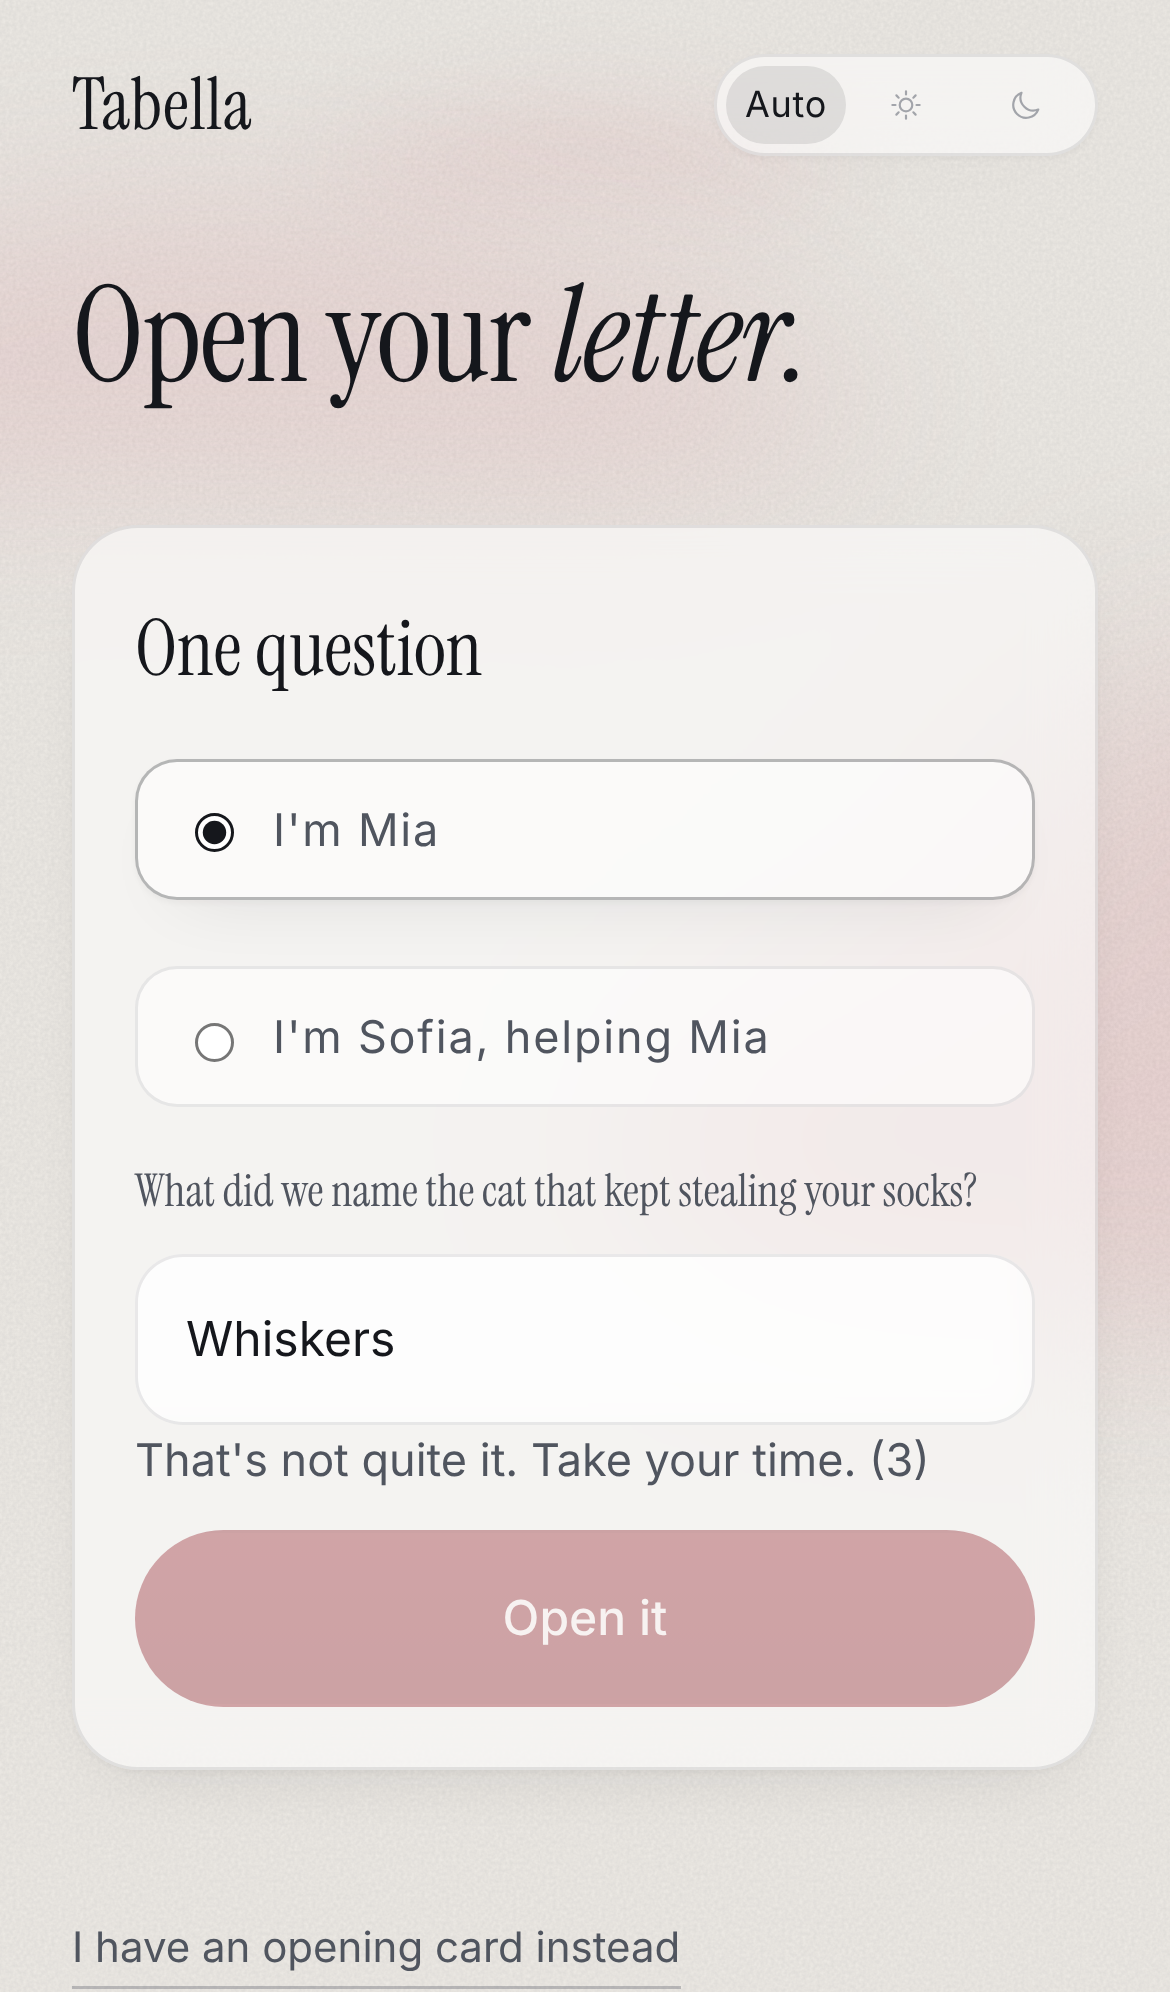 Tabella
Auto
Open your letter.
One question
I'm Mia
I'm Sofia, helping Mia
What did we name the cat that kept stealing your socks?
Whiskers
That's not quite it. Take your time. (3)
Open it
I have an opening card instead